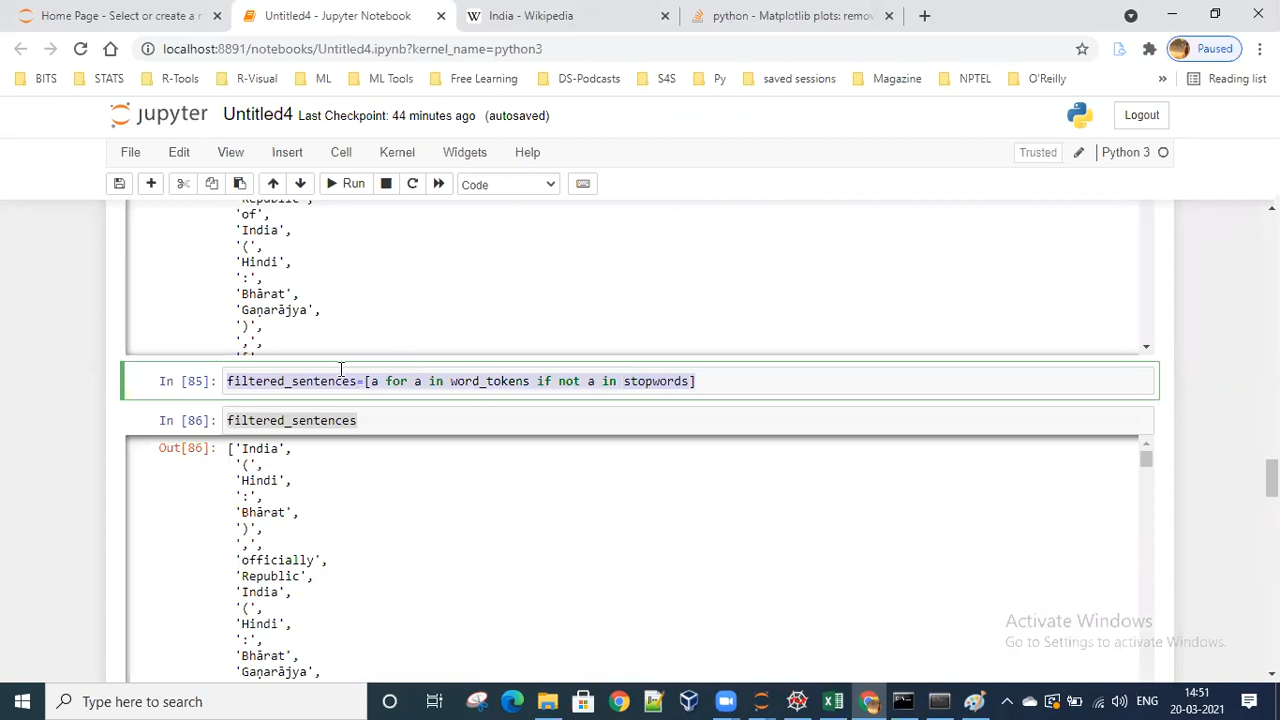 Home Page - Select or create a r
Untitled4 - Jupyter Notebook
India - Wikipedia
python - Matplotlib plots: remov
localhost:8891/notebooks/Untitled4.ipynb?kernel_name=python3
Paused
BITS STATS R-Tools R-Visual ML ML Tools Free Learning DS-Podcasts S4S Py saved sessions Magazine NPTEL O'Reilly » Reading list
jupyter Untitled4 Last Checkpoint: 44 minutes ago (autosaved)
Logout
File Edit View Insert Cell Kernel Widgets Help
Trusted
Python 3
Run
Code
'Republic',
'of',
'India',
'(',
'Hindi',
':',
'Bhārat',
'Gaṇarājya',
')',
',',
In [85]: filtered_sentences=[a for a in word_tokens if not a in stopwords]
In [86]: filtered_sentences
Out[86]: ['India',
'(',
'Hindi',
':',
'Bhārat',
')',
',',
'officially',
'Republic',
'India',
'(',
'Hindi',
':',
'Bhārat',
'Gaṇarājya',
Activate Windows
Go to Settings to activate Windows.
Type here to search
ENG
14:51
20-03-2021